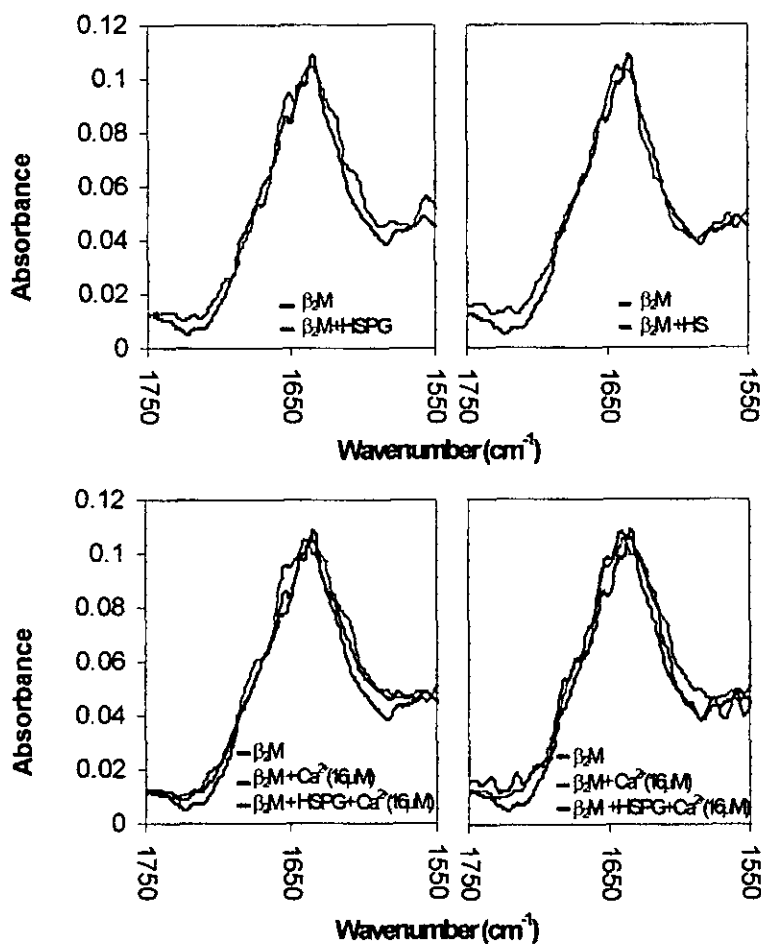 0.12
0.1
0.08
0.06
0.04
0.02
0
Absorbance
β₂M
β₂M+HSPG
β₂M
β₂M+HS
1750
1650
1550
1750
1650
1550
Wavenumber (cm⁻¹)
0.12
0.1
0.08
0.06
0.04
0.02
0
Absorbance
β₂M
β₂M+Ca²⁺(16μM)
β₂M+HSPG+Ca²⁺(16μM)
β₂M
β₂M+Ca²⁺(16μM)
β₂M+HSPG+Ca²⁺(16μM)
1750
1650
1550
1750
1650
1550
Wavenumber (cm⁻¹)